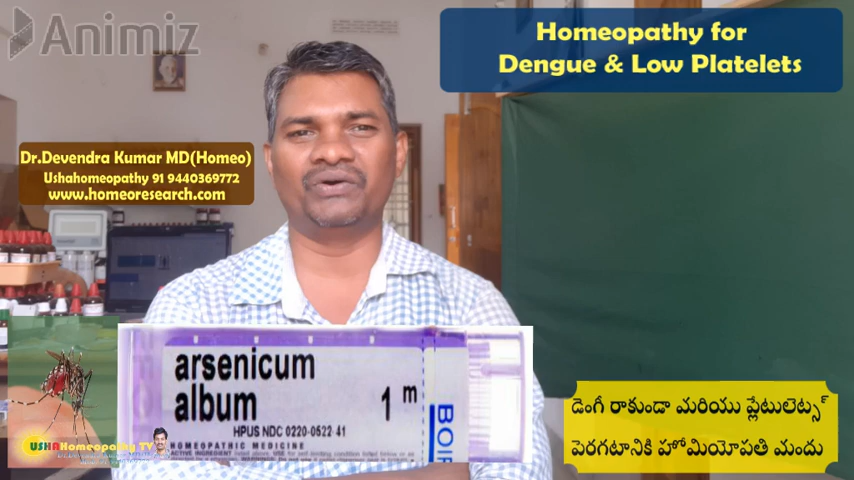 Animiz
Homeopathy for
Dengue & Low Platelets
Dr.Devendra Kumar MD(Homeo)
Ushahomeopathy 91 9440369772
www.homeoresearch.com
arsenicum
album 1 m
HPUS NDC 0220-0522 41
HOMEOPATHIC MEDICINE
BOIR
డెంగీ రాకుండా మరియు ప్లేటులెట్స్
పెరగటానికి హోమియోపతి మందు
USHA Homeopathy TV